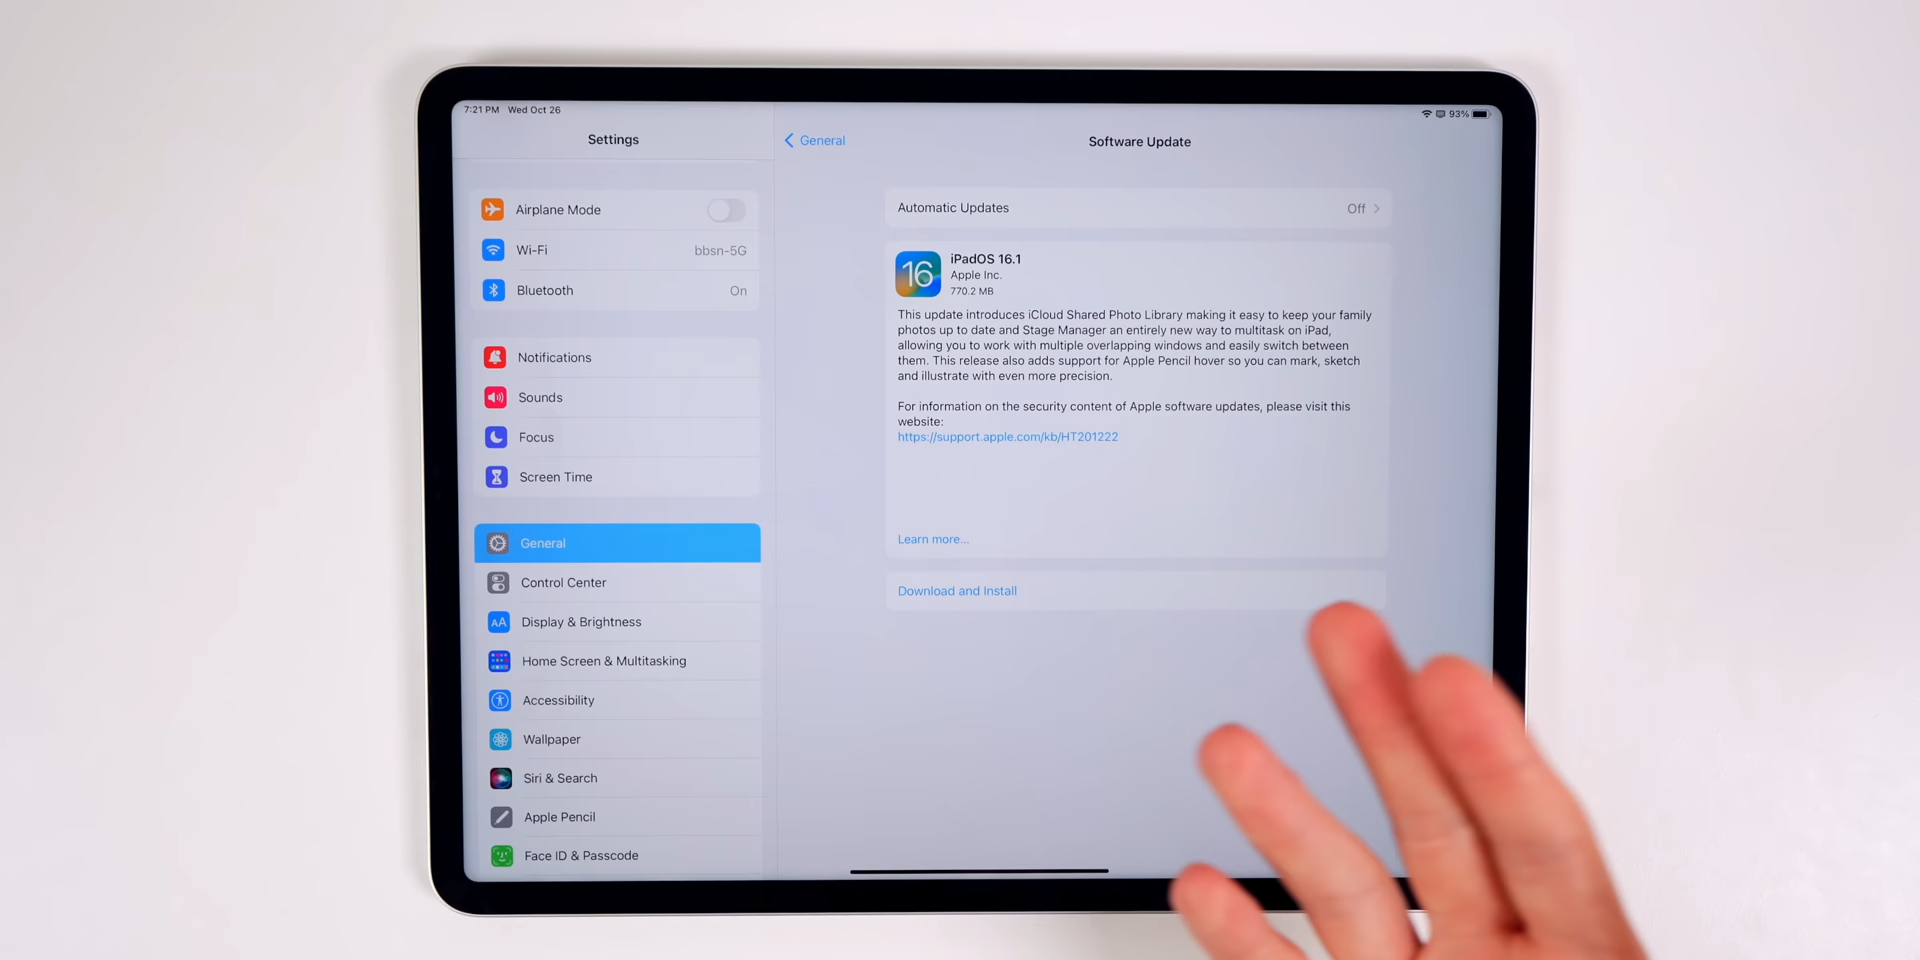 7:21 PM Wed Oct 26
93%
Settings
Airplane Mode
Wi-Fi bbsn-5G
Bluetooth On
Notifications
Sounds
Focus
Screen Time
General
Control Center
AA Display & Brightness
Home Screen & Multitasking
Accessibility
Wallpaper
Siri & Search
Apple Pencil
Face ID & Passcode
General
Software Update
Automatic Updates Off
16
iPadOS 16.1
Apple Inc.
770.2 MB
This update introduces iCloud Shared Photo Library making it easy to keep your family
photos up to date and Stage Manager an entirely new way to multitask on iPad,
allowing you to work with multiple overlapping windows and easily switch between
them. This release also adds support for Apple Pencil hover so you can mark, sketch
and illustrate with even more precision.
For information on the security content of Apple software updates, please visit this
website:
https://support.apple.com/kb/HT201222
Learn more...
Download and Install